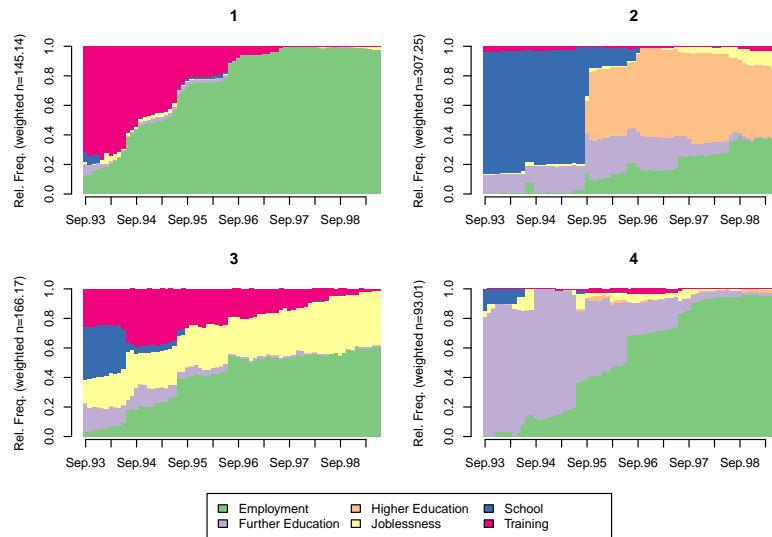 1
Rel. Freq. (weighted n=145.14)
0.0 0.2 0.4 0.6 0.8 1.0
Sep.93 Sep.94 Sep.95 Sep.96 Sep.97 Sep.98
2
Rel. Freq. (weighted n=307.25)
0.0 0.2 0.4 0.6 0.8 1.0
Sep.93 Sep.94 Sep.95 Sep.96 Sep.97 Sep.98
3
Rel. Freq. (weighted n=166.17)
0.0 0.2 0.4 0.6 0.8 1.0
Sep.93 Sep.94 Sep.95 Sep.96 Sep.97 Sep.98
4
Rel. Freq. (weighted n=93.01)
0.0 0.2 0.4 0.6 0.8 1.0
Sep.93 Sep.94 Sep.95 Sep.96 Sep.97 Sep.98
Employment Higher Education School
Further Education Joblessness Training